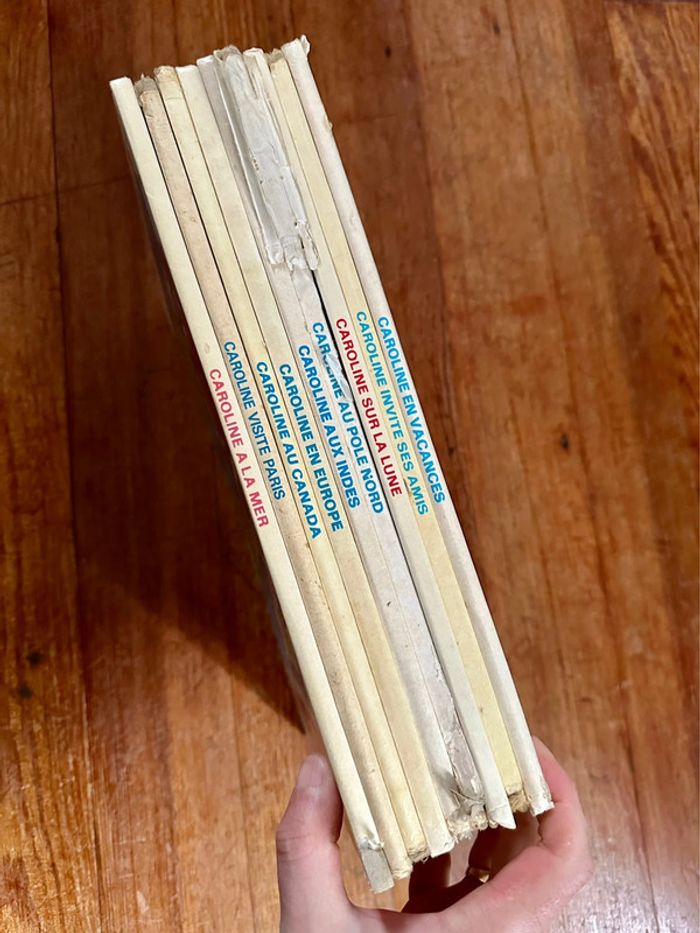 CAROLINE A LA MER
CAROLINE VISITE PARIS
CAROLINE AU CANADA
CAROLINE EN EUROPE
CAROLINE AUX INDES
CAROLINE AU POLE NORD
CAROLINE SUR LA LUNE
CAROLINE INVITE SES AMIS
CAROLINE EN VACANCES